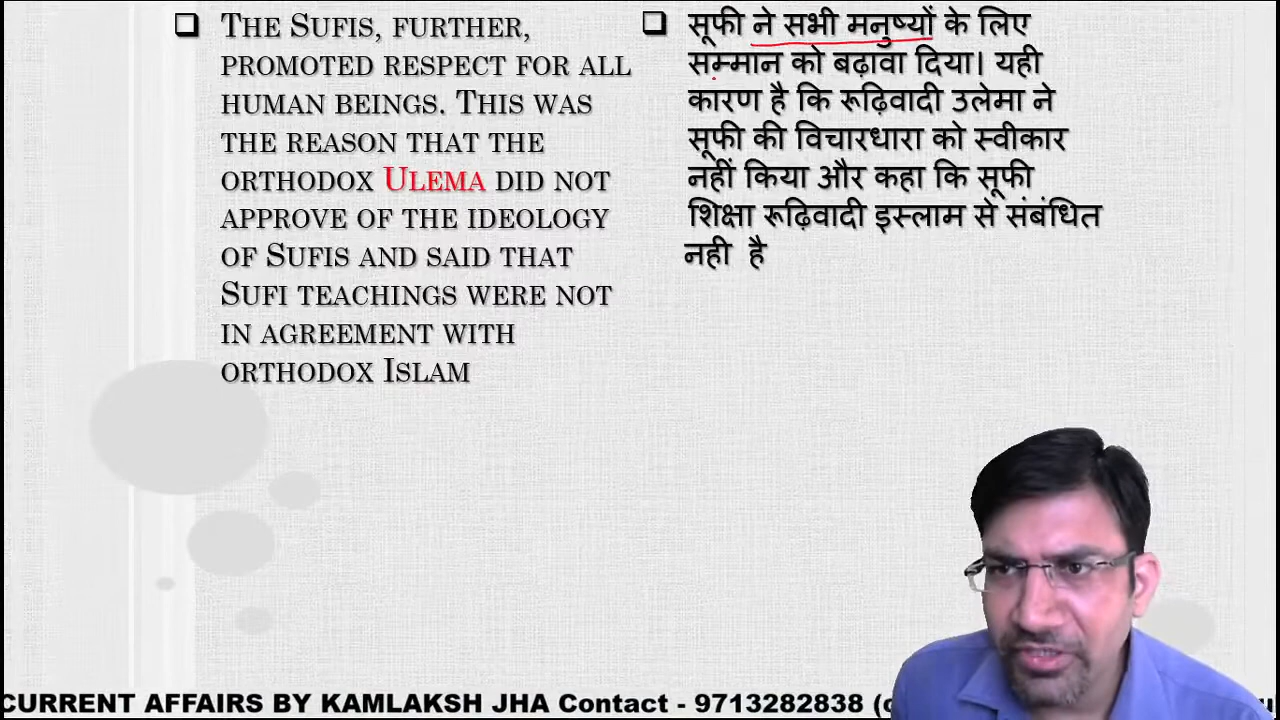 THE SUFIS, FURTHER,
PROMOTED RESPECT FOR ALL
HUMAN BEINGS. THIS WAS
THE REASON THAT THE
ORTHODOX ULEMA DID NOT
APPROVE OF THE IDEOLOGY
OF SUFIS AND SAID THAT
SUFI TEACHINGS WERE NOT
IN AGREEMENT WITH
ORTHODOX ISLAM
सूफी ने सभी मनुष्यों के लिए
सम्मान को बढ़ावा दिया। यही
कारण है कि रूढ़िवादी उलेमा ने
सूफी की विचारधारा को स्वीकार
नहीं किया और कहा कि सूफी
शिक्षा रूढ़िवादी इस्लाम से संबंधित
नही है
CURRENT AFFAIRS BY KAMLAKSH JHA Contact - 9713282838